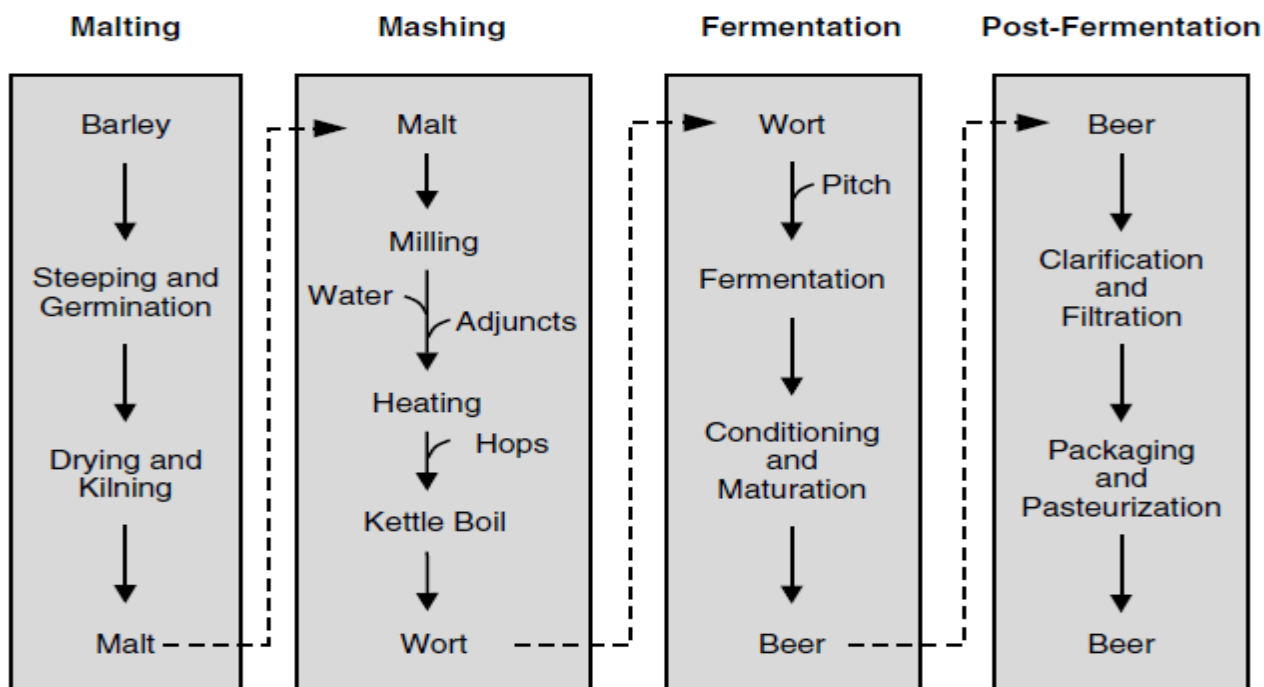 Malting
Barley
Steeping and
Germination
Drying and
Kilning
Malt
Mashing
Malt
Milling
Water
Adjuncts
Heating
Hops
Kettle Boil
Wort
Fermentation
Wort
Pitch
Fermentation
Conditioning
and
Maturation
Beer
Post-Fermentation
Beer
Clarification
and
Filtration
Packaging
and
Pasteurization
Beer